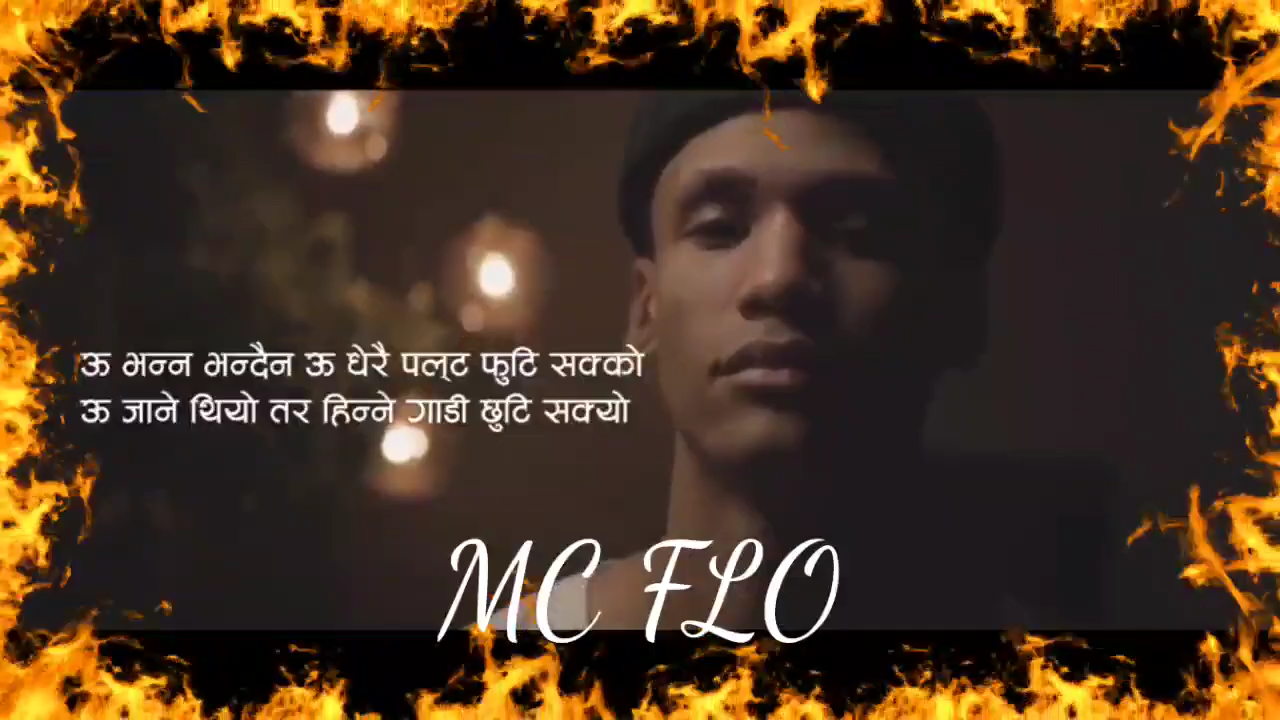 ऊ भन्न भन्दैन ऊ धेरै पल्ट फुटि सक्को
ऊ जाने थियो तर हिन्ने गाडी छुटि सक्यो
MC FLO